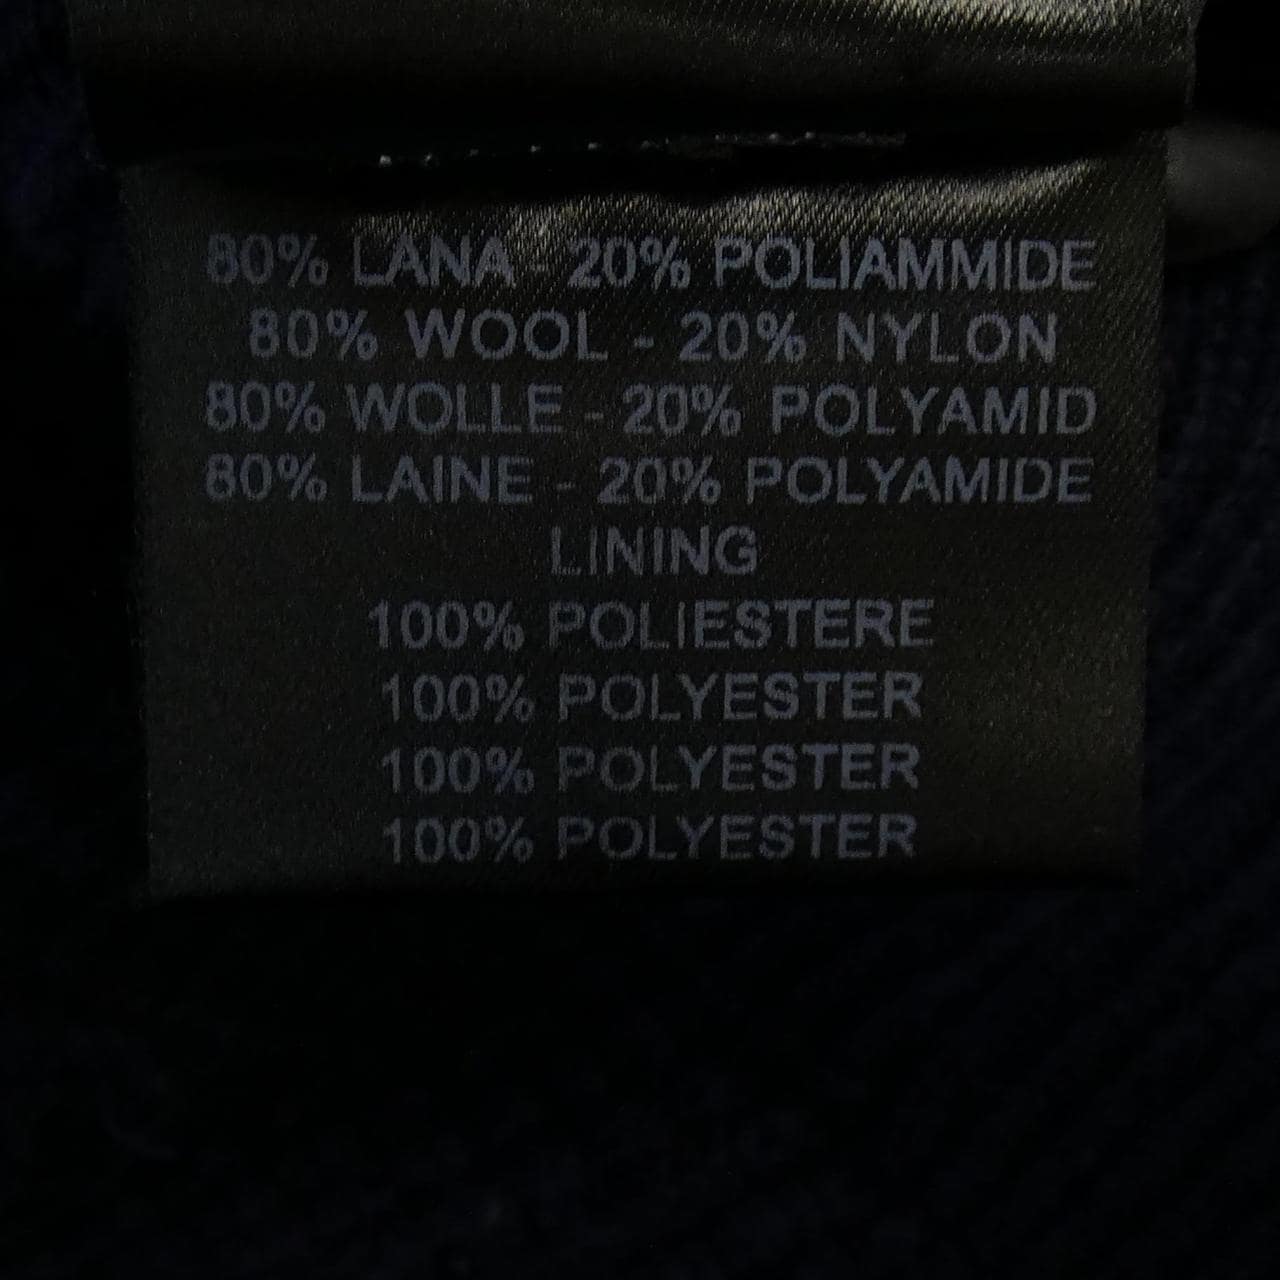 80% LANA - 20% POLIAMMIDE
80% WOOL - 20% NYLON
80% WOLLE - 20% POLYAMID
80% LAINE - 20% POLYAMIDE
LINING
100% POLIESTERE
100% POLYESTER
100% POLYESTER
100% POLYESTER